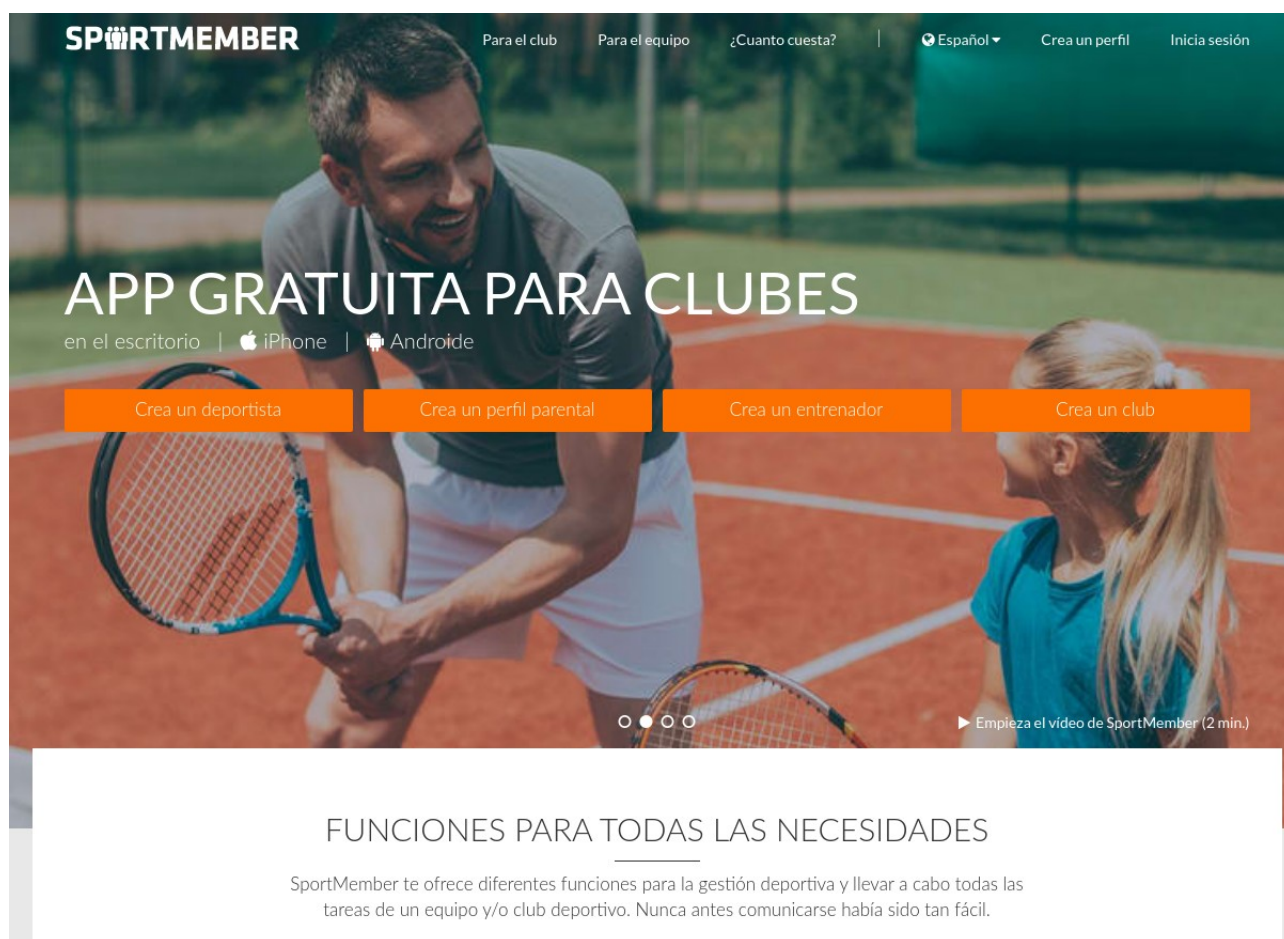 SPORTMEMBER
Para el club Para el equipo ¿Cuanto cuesta? | Español Crea un perfil Inicia sesión
APP GRATUITA PARA CLUBES
en el escritorio | iPhone | Androide
Crea un deportista Crea un perfil parental Crea un entrenador Crea un club
Empieza el vídeo de SportMember (2 min.)
FUNCIONES PARA TODAS LAS NECESIDADES
SportMember te ofrece diferentes funciones para la gestión deportiva y llevar a cabo todas las
tareas de un equipo y/o club deportivo. Nunca antes comunicarse había sido tan fácil.